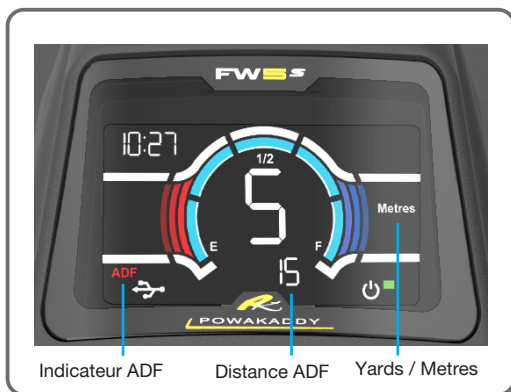 FW5s
10:27
1/2
5
Metres
E
F
15
ADF
POWAKADDY
Indicateur ADF
Distance ADF
Yards / Metres